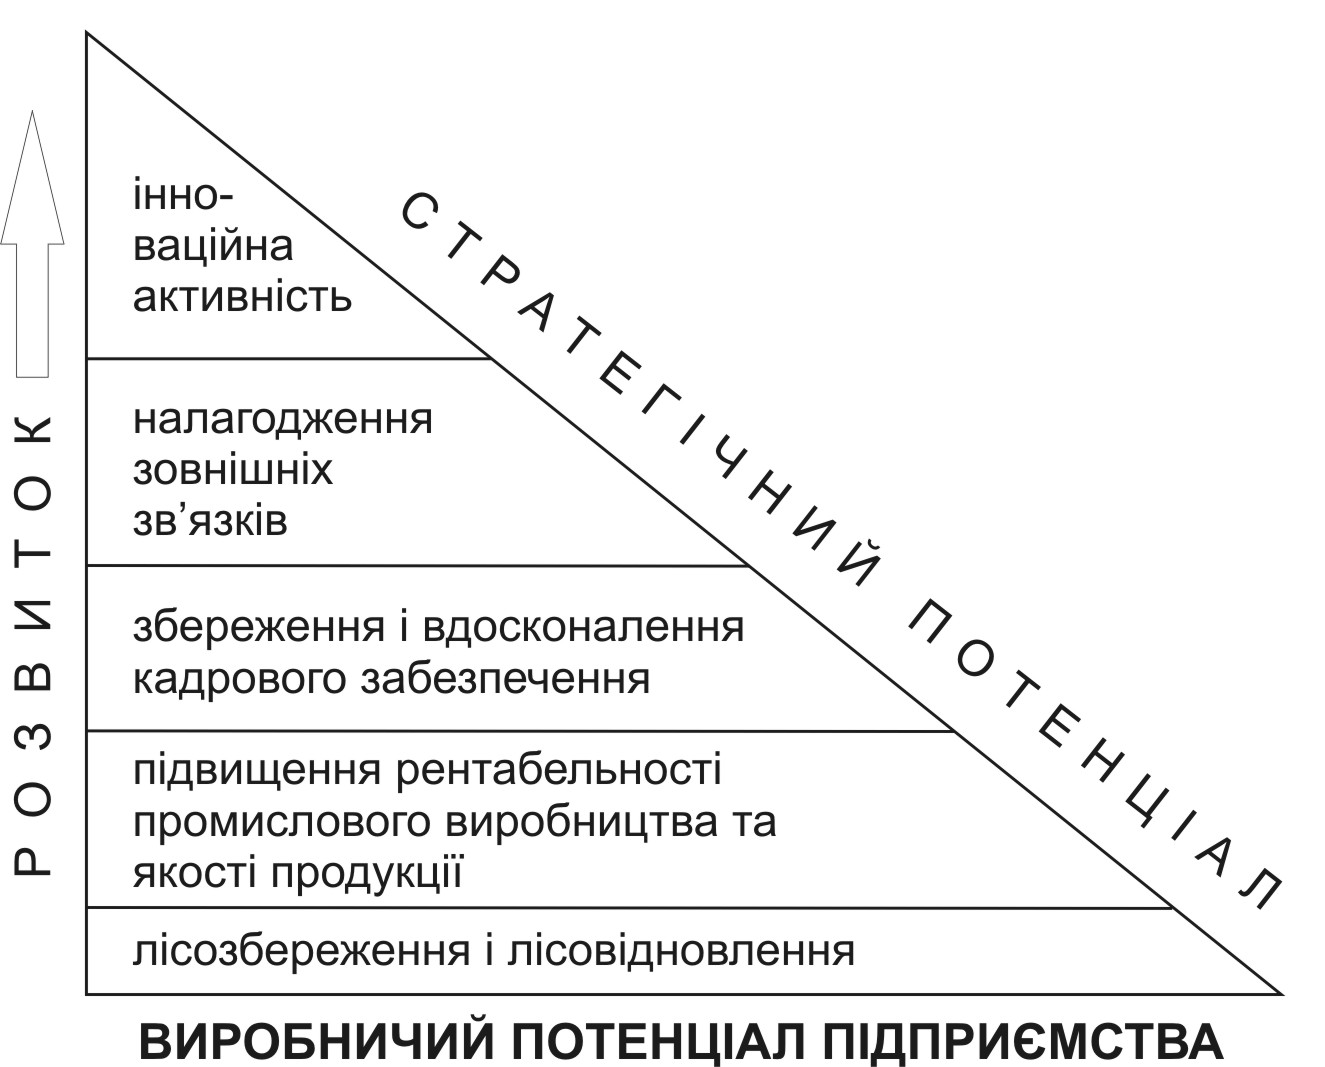 інно-
ваційна
активність
налагодження
зовнішніх
зв’язків
збереження і вдосконалення
кадрового забезпечення
підвищення рентабельності
промислового виробництва та
якості продукції
лісозбереження і лісовідновлення
РОЗВИТОК
СТРАТЕГІЧНИЙ ПОТЕНЦІАЛ
ВИРОБНИЧИЙ ПОТЕНЦІАЛ ПІДПРИЄМСТВА